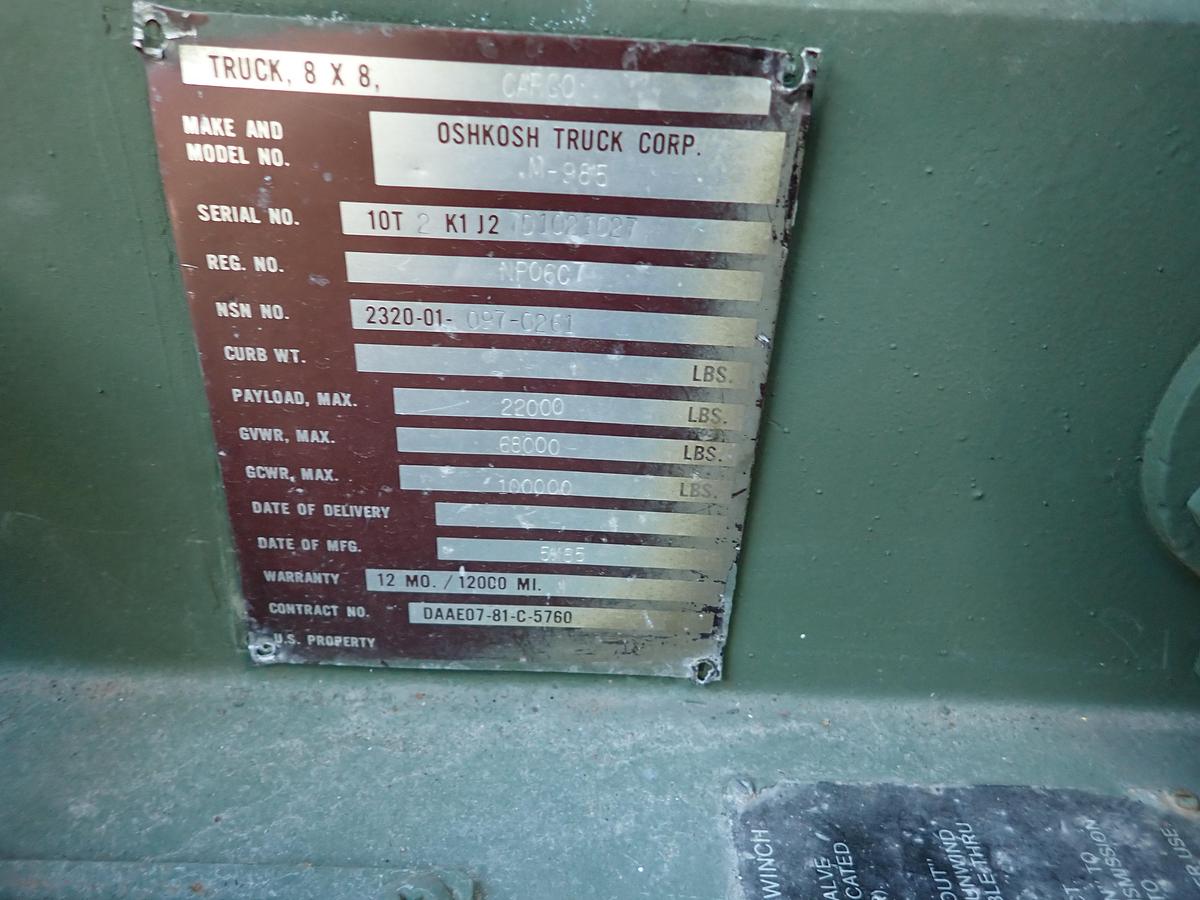 TRUCK, 8 X 8, CARGO
MAKE AND MODEL NO. OSHKOSH TRUCK CORP.
M-985
SERIAL NO. 10T 2 K1 J2
REG. NO. NP06C7
NSN NO. 2320-01- 097-0261
CURB WT. LBS.
PAYLOAD, MAX. 22000 LBS.
GVWR, MAX. 68000 LBS.
GCWR, MAX. 100000 LBS.
DATE OF DELIVERY
DATE OF MFG.
WARRANTY 12 MO. / 12000 MI.
CONTRACT NO. DAAE07-81-C-5760
U.S. PROPERTY
WINCH